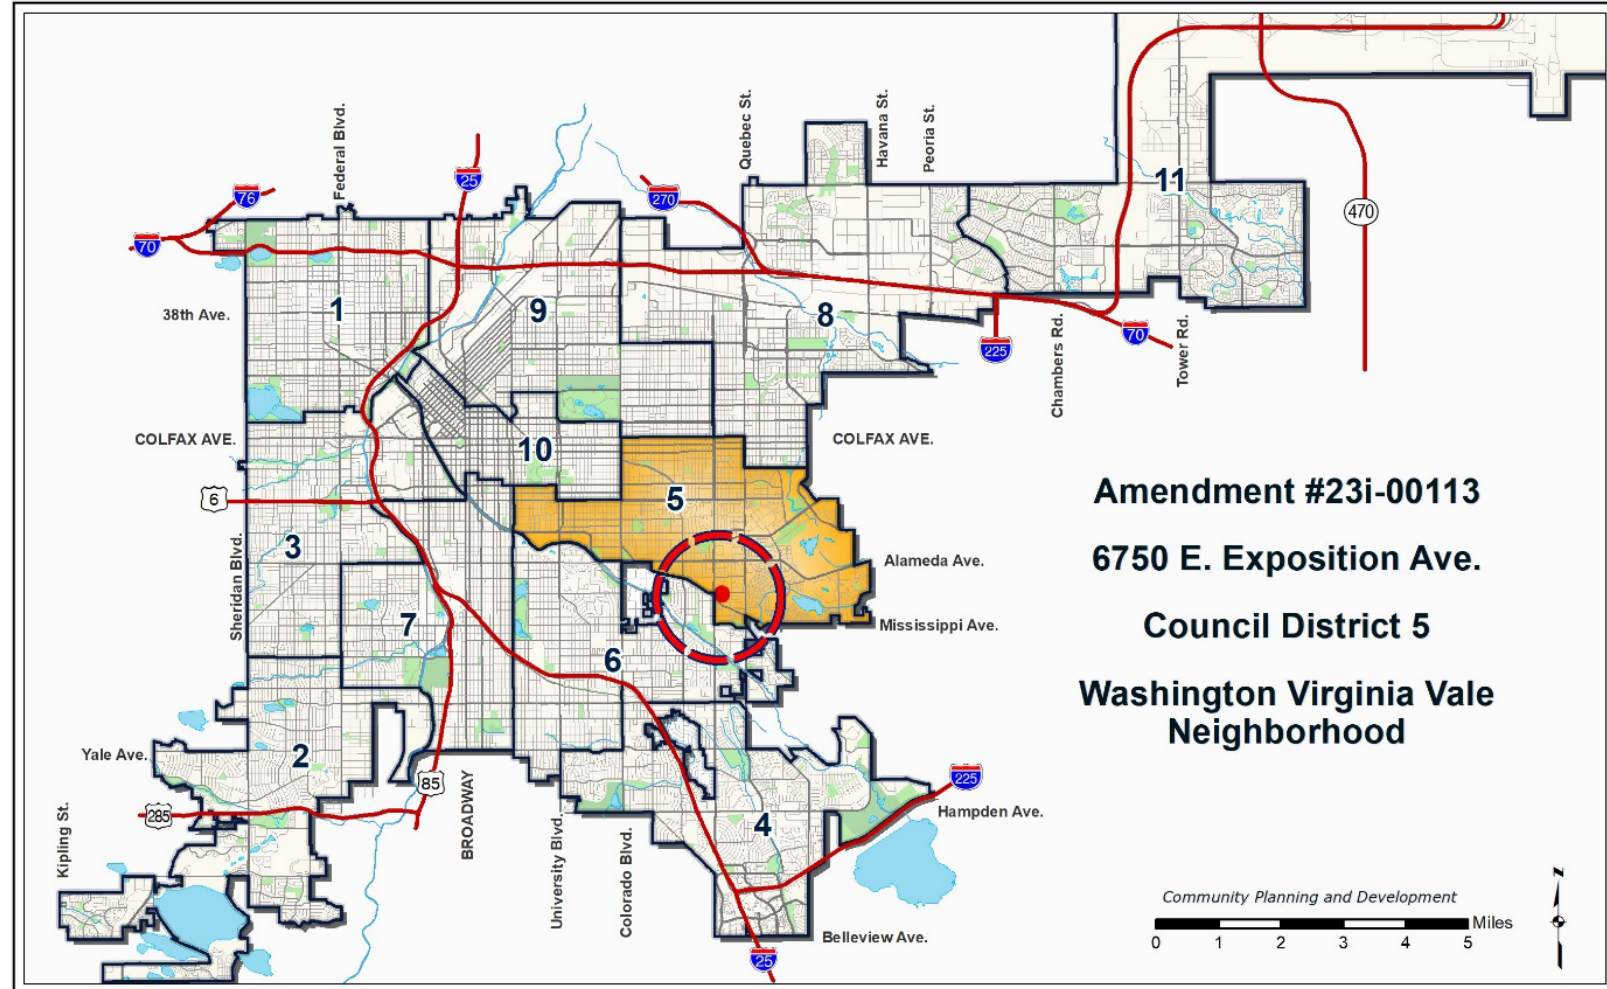 Federal Blvd.
Quebec St.
Havana St.
Peoria St.
25
76
270
70
11
470
38th Ave.
1
9
8
225
70
Chambers Rd.
Tower Rd.
COLFAX AVE.
10
COLFAX AVE.
6
5
3
Sheridan Blvd.
Alameda Ave.
7
Mississippi Ave.
6
Amendment #23i-00113
6750 E. Exposition Ave.
Council District 5
Washington Virginia Vale
Neighborhood
Yale Ave.
2
85
BROADWAY
225
285
Kipling St.
University Blvd.
Colorado Blvd.
4
Hampden Ave.
Belleview Ave.
25
Community Planning and Development
Miles
0 1 2 3 4 5
N